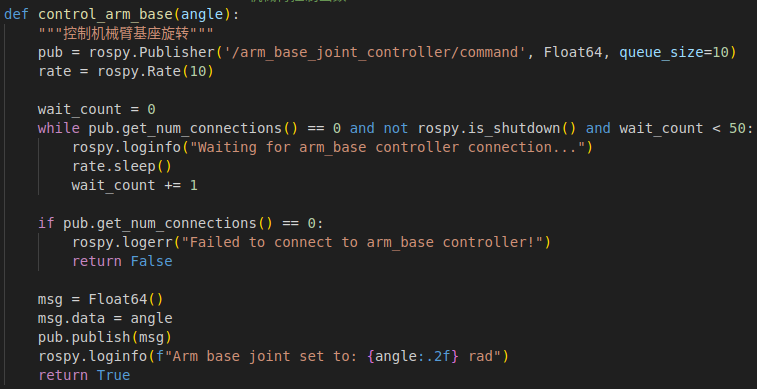 def control_arm_base(angle):
    """控制机械臂基座旋转"""
    pub = rospy.Publisher('/arm_base_joint_controller/command', Float64, queue_size=10)
    rate = rospy.Rate(10)
    wait_count = 0
    while pub.get_num_connections() == 0 and not rospy.is_shutdown() and wait_count < 50:
        rospy.loginfo("Waiting for arm_base controller connection...")
        rate.sleep()
        wait_count += 1
    if pub.get_num_connections() == 0:
        rospy.logerr("Failed to connect to arm_base controller!")
        return False
    msg = Float64()
    msg.data = angle
    pub.publish(msg)
    rospy.loginfo(f"Arm base joint set to: {angle:.2f} rad")
    return True